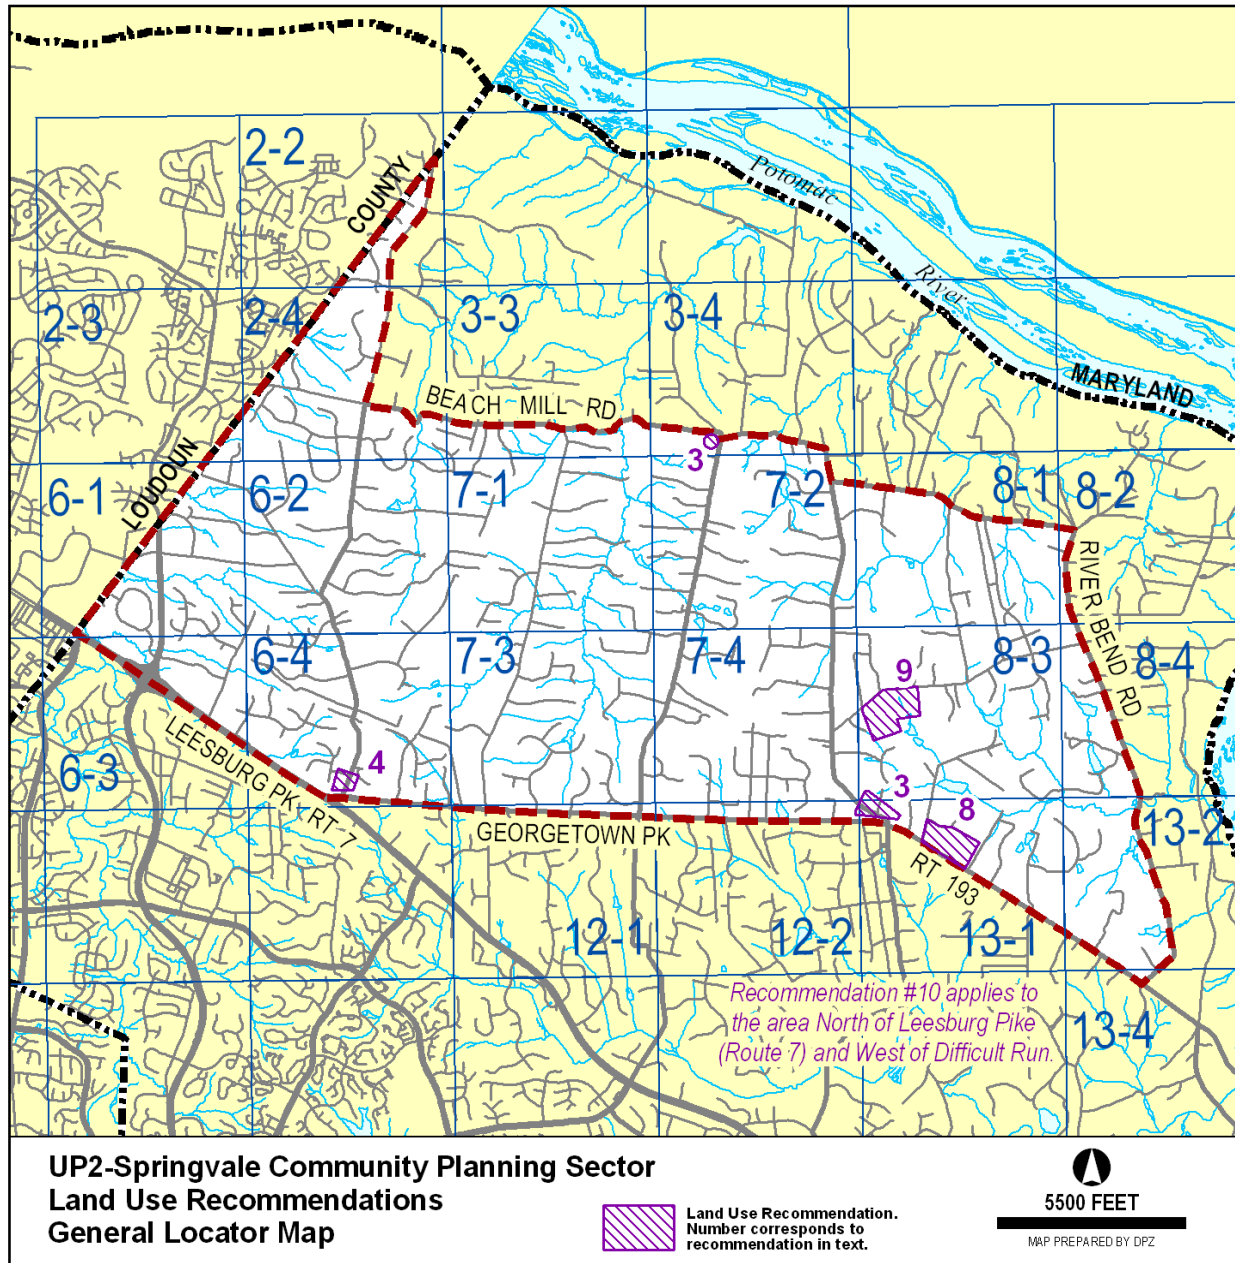 2-2
COUNTY
Potomac
River
2-3
2-4
3-3
3-4
MARYLAND
BEACH MILL RD
LOUDOUN
3
6-1
6-2
7-1
7-2
8-1
8-2
RIVER BEND RD
6-4
7-3
7-4
9
8-3
8-4
6-3
LEESBURG PK RT 7
4
3
8
13-2
GEORGETOWN PK
RT 193
12-1
12-2
13-1
Recommendation #10 applies to
the area North of Leesburg Pike
(Route 7) and West of Difficult Run.
13-4
UP2-Springvale Community Planning Sector
Land Use Recommendations
General Locator Map
Land Use Recommendation.
Number corresponds to
recommendation in text.
5500 FEET
MAP PREPARED BY DPZ